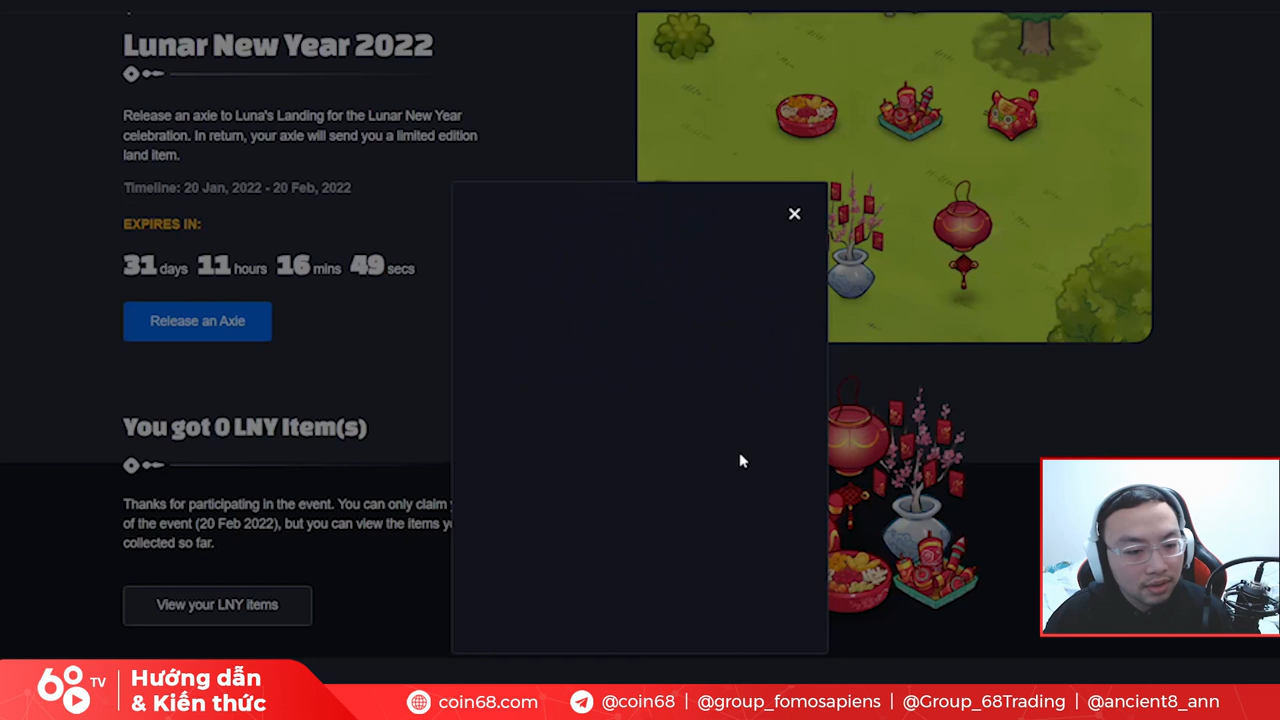 Lunar New Year 2022
Release an axie to Luna's Landing for the Lunar New Year
celebration. In return, your axie will send you a limited edition
land item.
Timeline: 20 Jan, 2022 - 20 Feb, 2022
EXPIRES IN:
31 days 11 hours 16 mins 49 secs
Release an Axie
You got 0 LNY Item(s)
Thanks for participating in the event. You can only claim
of the event (20 Feb 2022), but you can view the items
collected so far.
View your LNY items
68 TV
Hướng dẫn
& Kiến thức
coin68.com
@coin68 | @group_fomosapiens | @Group_68Trading | @ancient8_ann